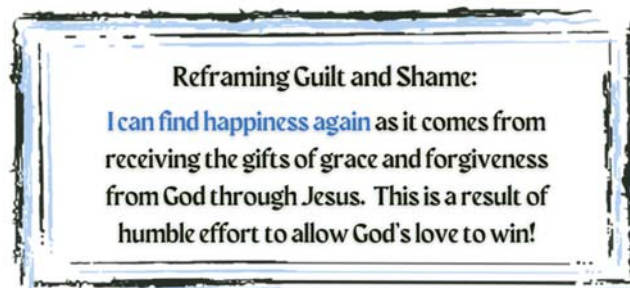 Reframing Guilt and Shame:
I can find happiness again as it comes from
receiving the gifts of grace and forgiveness
from God through Jesus. This is a result of
humble effort to allow God's love to win!